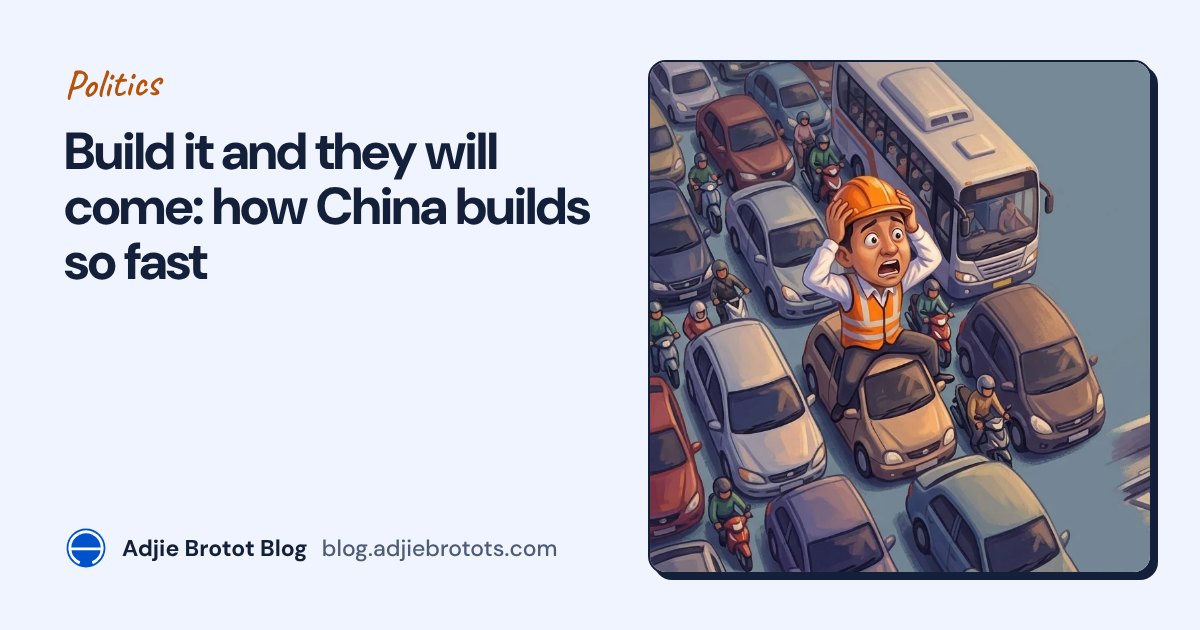 Politics
Build it and they will
come: how China builds
so fast
Adjie Brotot Blog blog.adjiebrotots.com